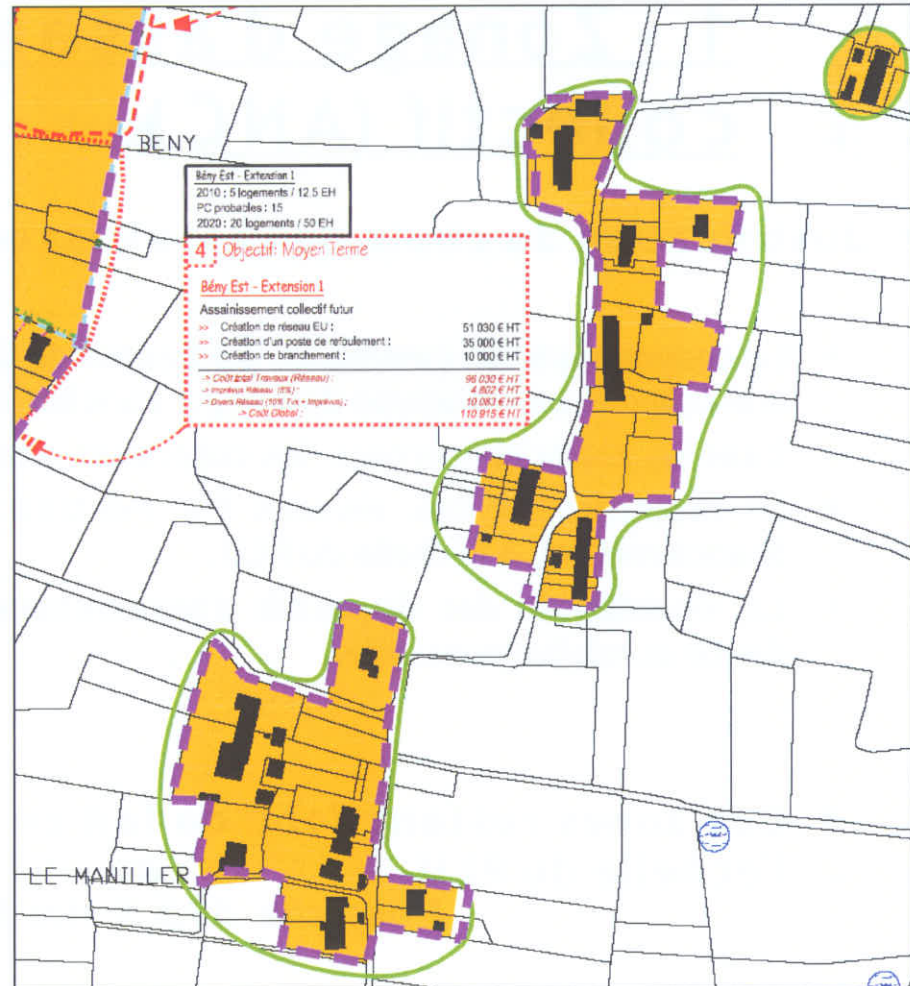 BENY
Bény Est - Extension 1
2010 : 5 logements / 12.5 EH
PC probables : 15
2020 : 20 logements / 50 EH
4 Objectif: Moyen Terme
Bény Est - Extension 1
Assainissement collectif futur
>> Création de réseau EU : 51 030 € HT
>> Création d'un poste de refoulement : 35 000 € HT
>> Création de branchement : 10 000 € HT
-> Coût total Travaux (Réseau) : 96 030 € HT
-> Imprévus Réseau (5%) : 4 802 € HT
-> Divers Réseau (10% Tvx + Imprévus) : 10 083 € HT
-> Coût Global : 110 915 € HT
LE MANILLER